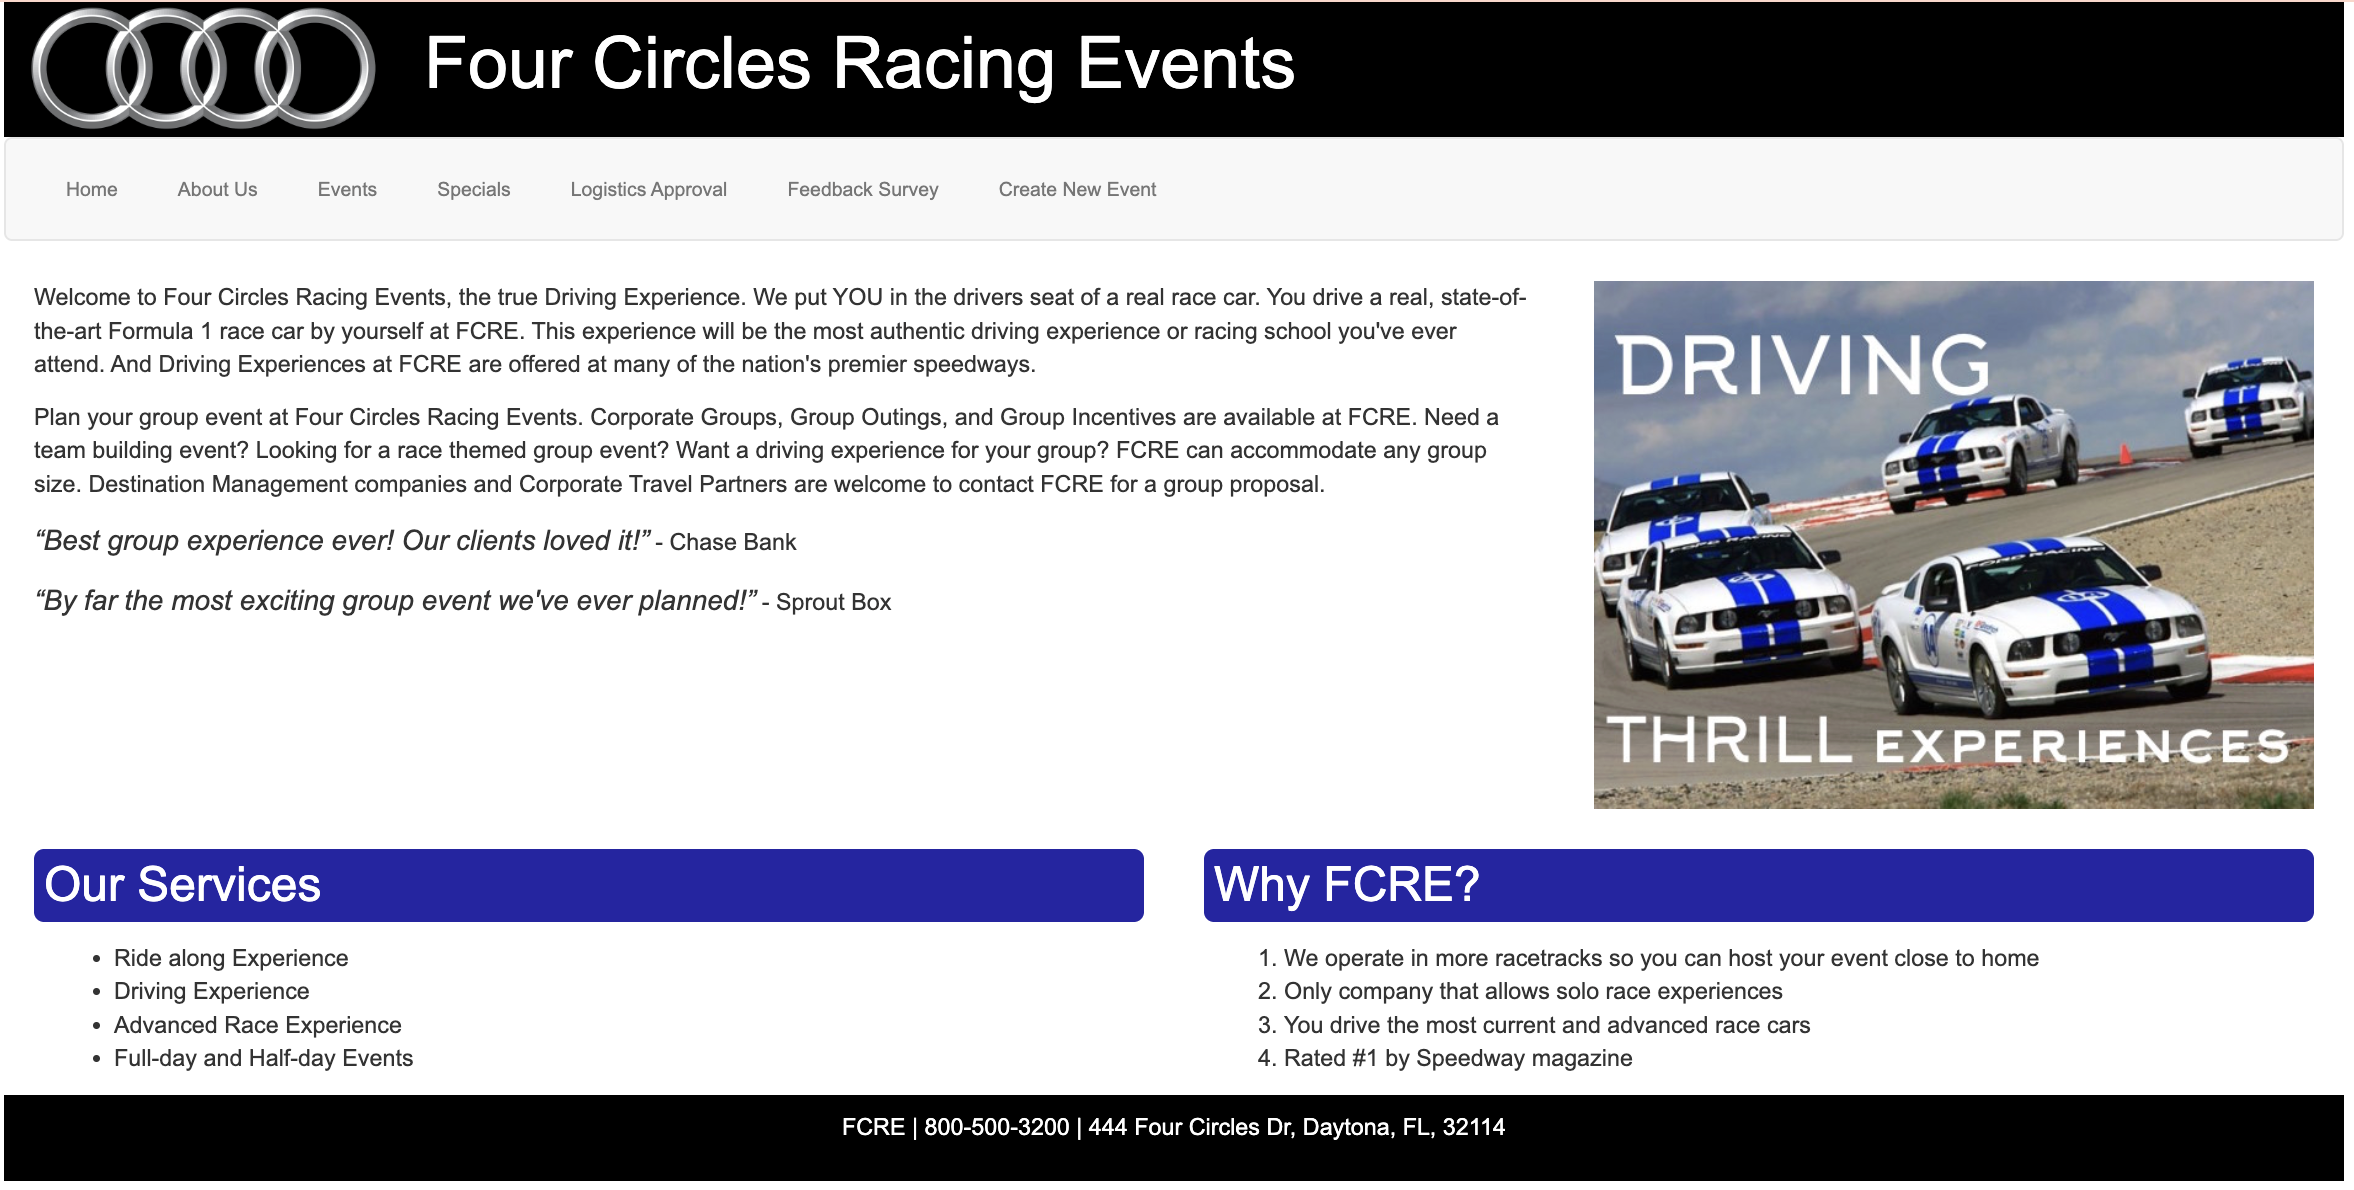 Four Circles Racing Events
Home About Us Events Specials Logistics Approval Feedback Survey Create New Event
Welcome to Four Circles Racing Events, the true Driving Experience. We put YOU in the drivers seat of a real race car. You drive a real, state-of-
the-art Formula 1 race car by yourself at FCRE. This experience will be the most authentic driving experience or racing school you've ever
attend. And Driving Experiences at FCRE are offered at many of the nation's premier speedways.
Plan your group event at Four Circles Racing Events. Corporate Groups, Group Outings, and Group Incentives are available at FCRE. Need a
team building event? Looking for a race themed group event? Want a driving experience for your group? FCRE can accommodate any group
size. Destination Management companies and Corporate Travel Partners are welcome to contact FCRE for a group proposal.
“Best group experience ever! Our clients loved it!” - Chase Bank
“By far the most exciting group event we've ever planned!” - Sprout Box
DRIVING
FORD RACING
FORD RACING
THRILL EXPERIENCES
Our Services
• Ride along Experience
• Driving Experience
• Advanced Race Experience
• Full-day and Half-day Events
Why FCRE?
1. We operate in more racetracks so you can host your event close to home
2. Only company that allows solo race experiences
3. You drive the most current and advanced race cars
4. Rated #1 by Speedway magazine
FCRE | 800-500-3200 | 444 Four Circles Dr, Daytona, FL, 32114